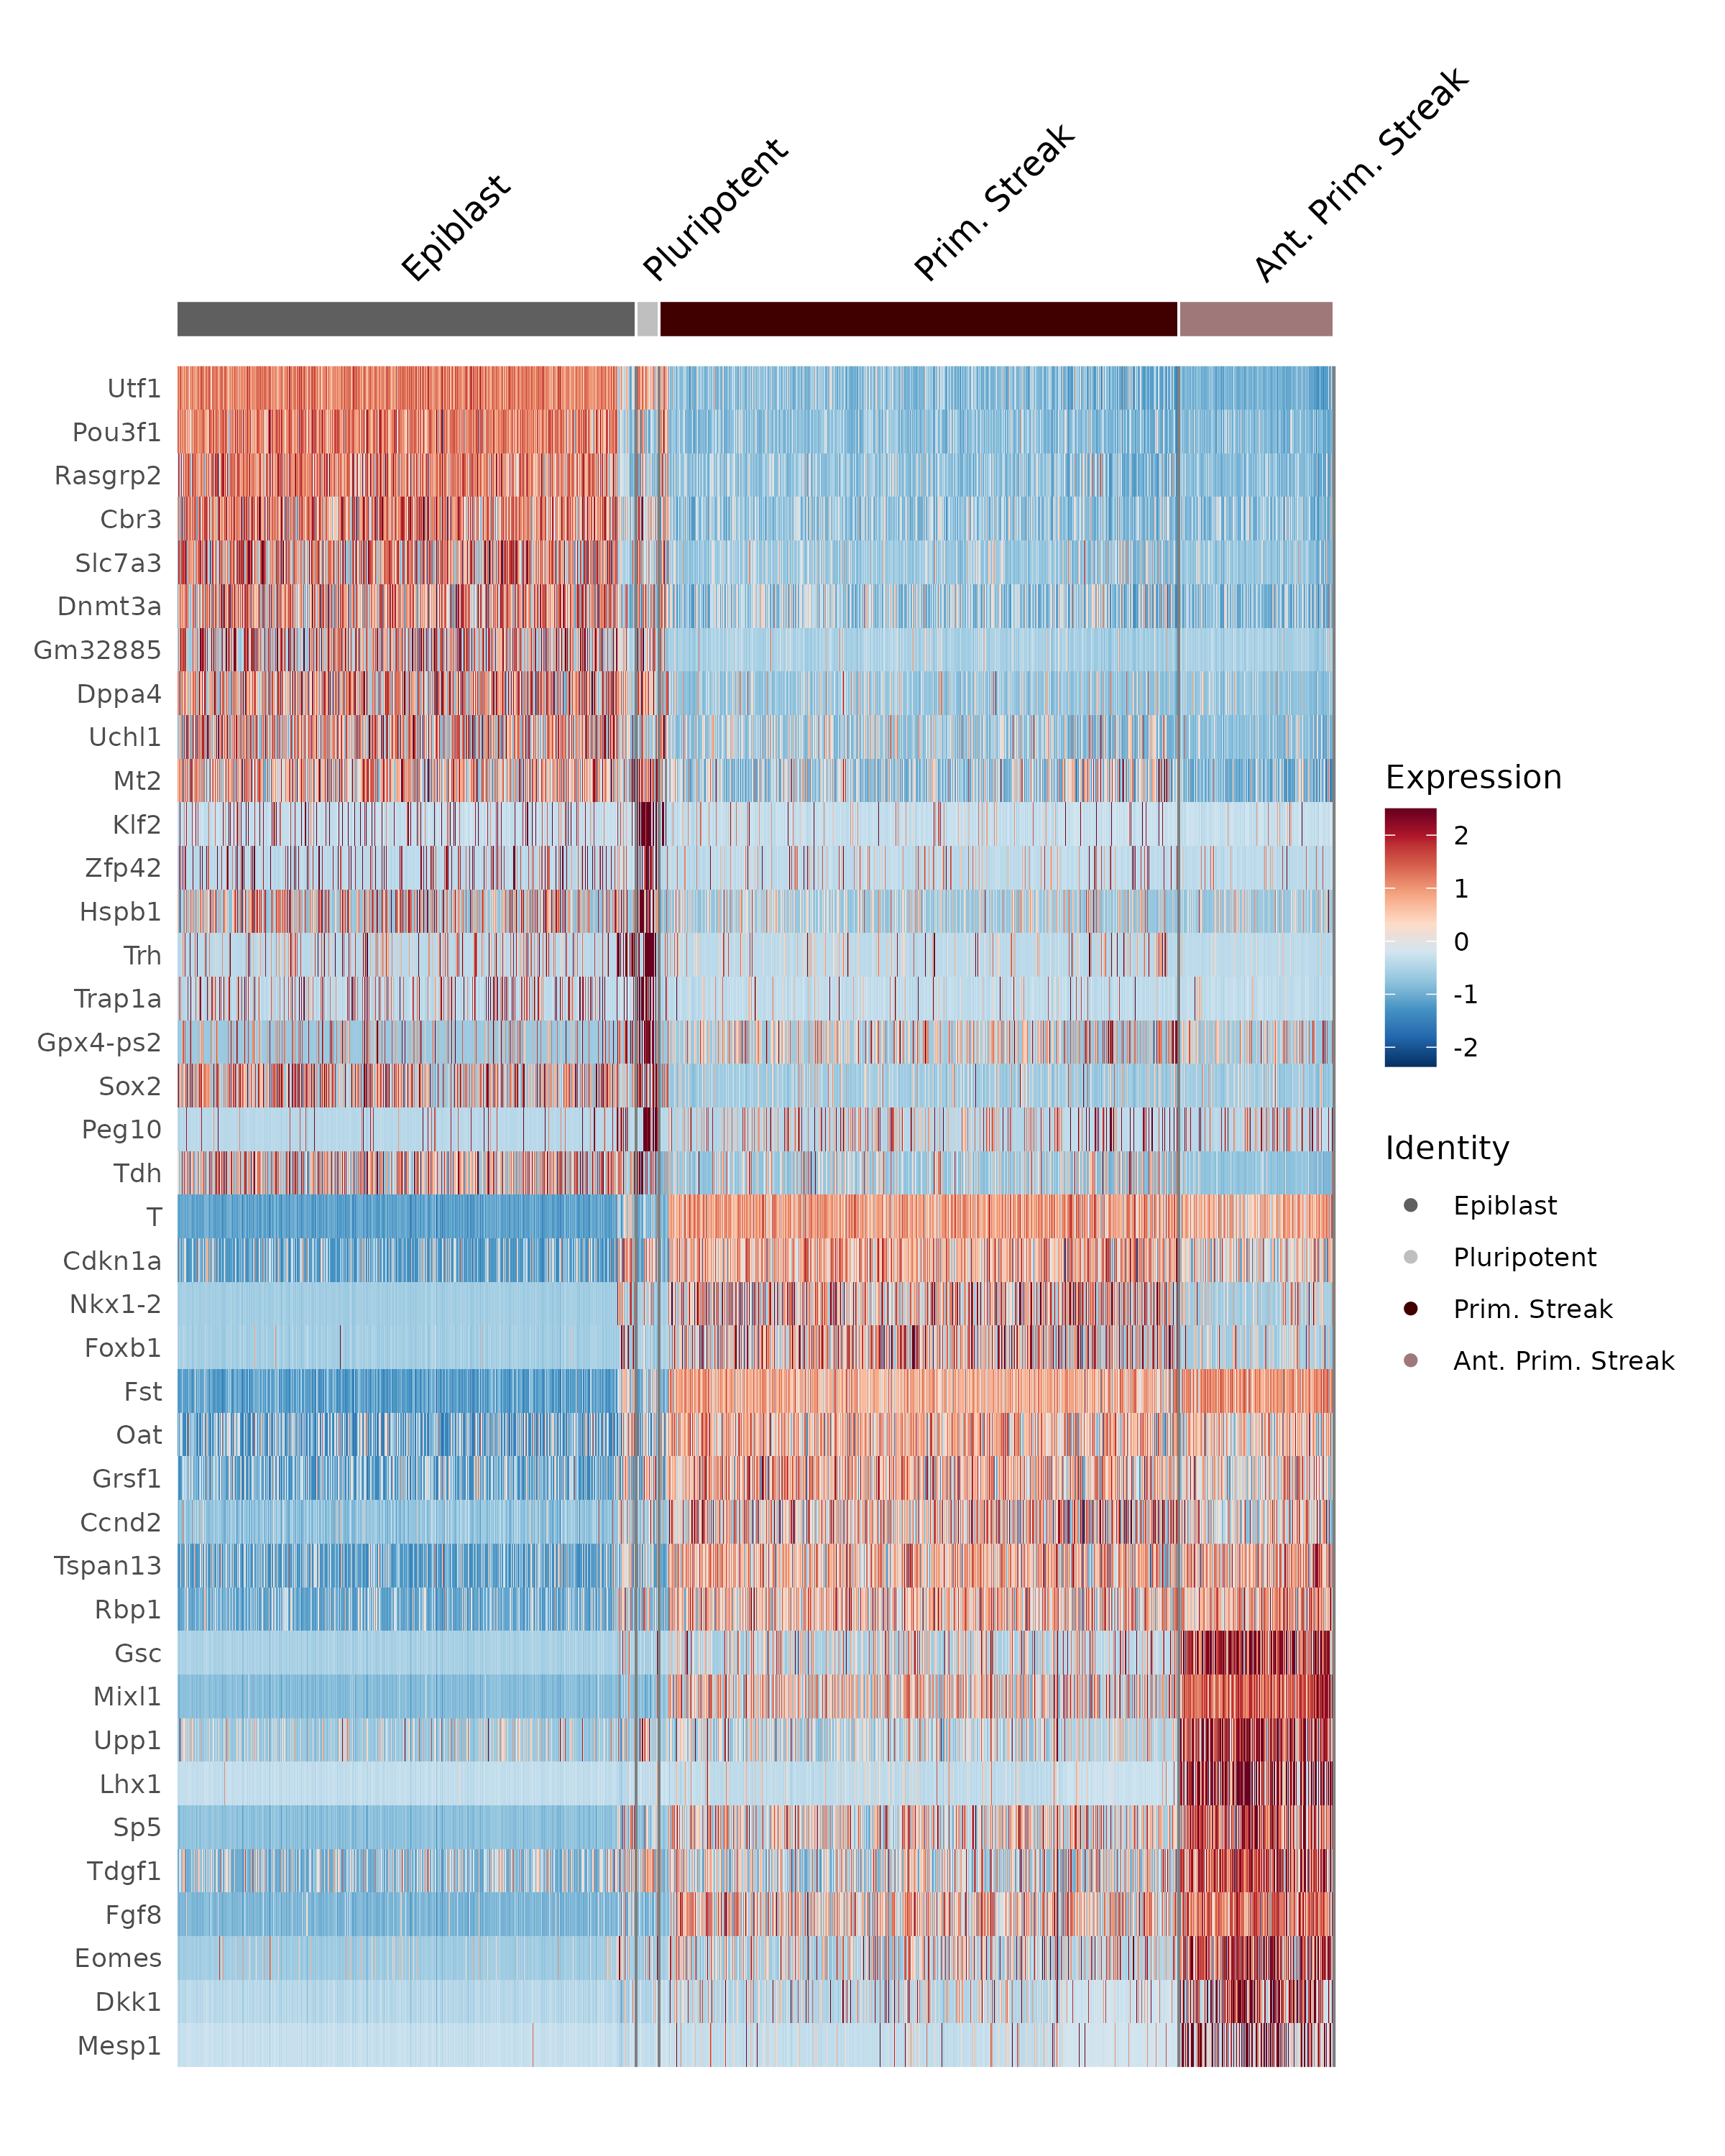 Epiblast
Pluripotent
Prim. Streak
Ant. Prim. Streak
Utf1
Pou3f1
Rasgrp2
Cbr3
Slc7a3
Dnmt3a
Gm32885
Dppa4
Uchl1
Mt2
Klf2
Zfp42
Hspb1
Trh
Trap1a
Gpx4-ps2
Sox2
Peg10
Tdh
T
Cdkn1a
Nkx1-2
Foxb1
Fst
Oat
Grsf1
Ccnd2
Tspan13
Rbp1
Gsc
Mixl1
Upp1
Lhx1
Sp5
Tdgf1
Fgf8
Eomes
Dkk1
Mesp1
Expression
2
1
0
-1
-2
Identity
Epiblast
Pluripotent
Prim. Streak
Ant. Prim. Streak